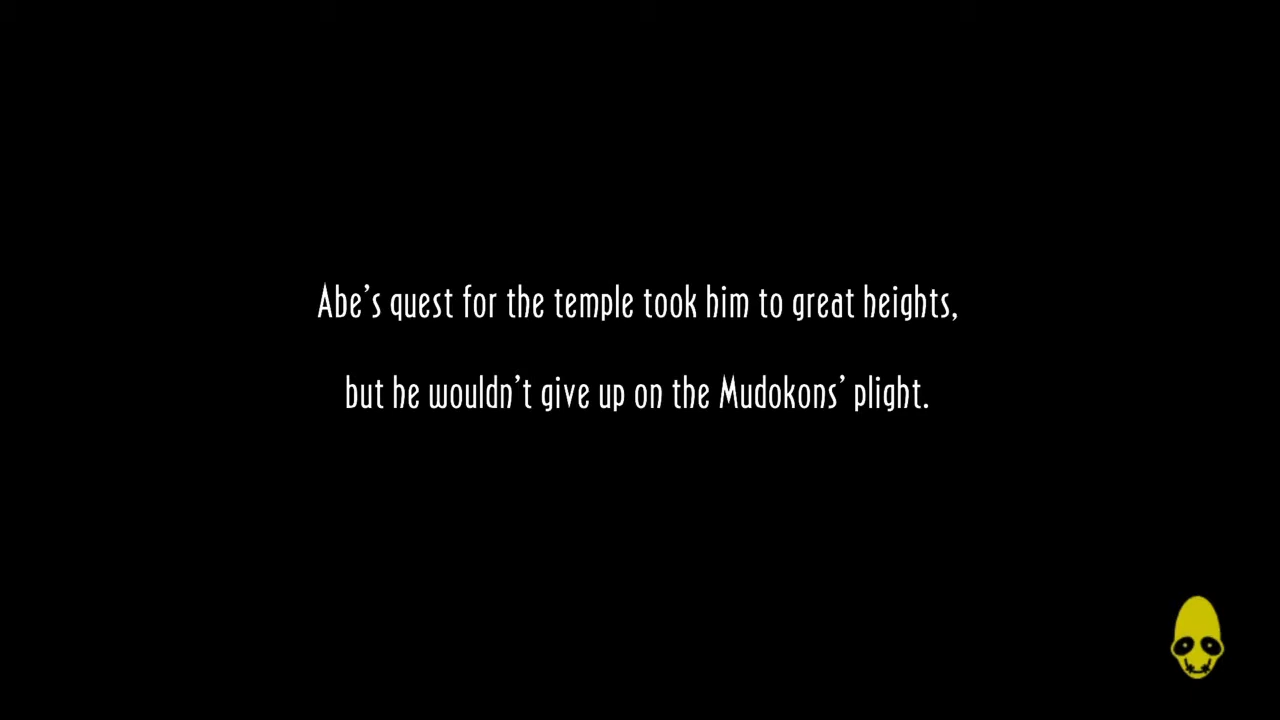 Abe’s quest for the temple took him to great heights,
but he wouldn’t give up on the Mudokons’ plight.